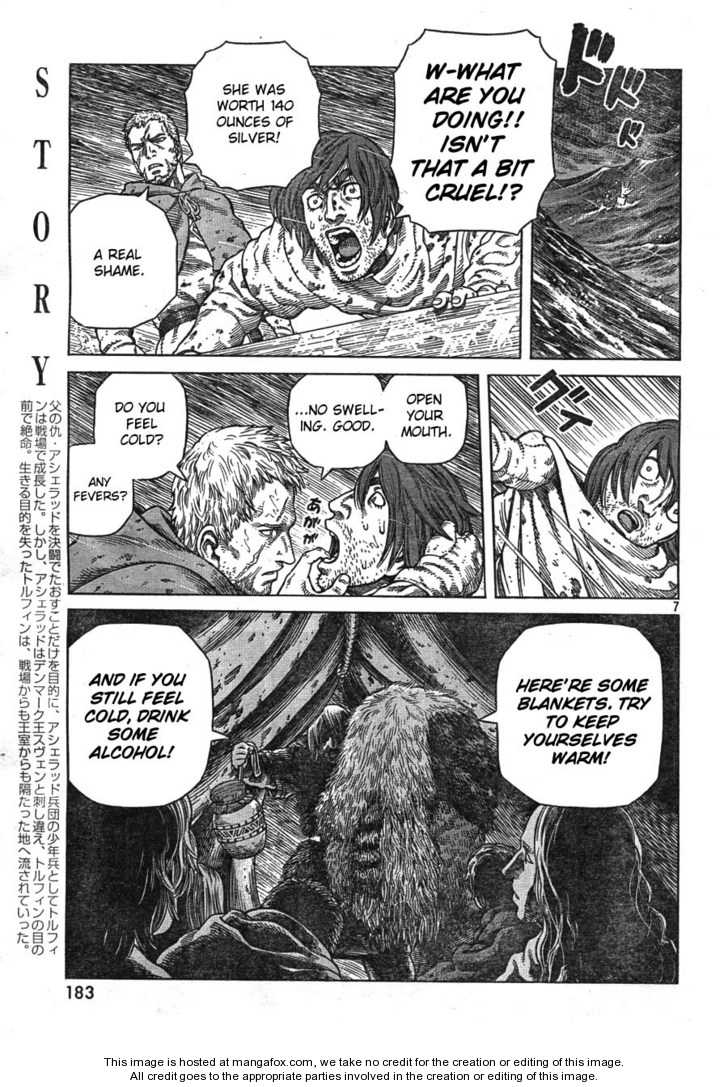 ドドドド
W-WHAT
ARE YOU
DOING!!
ISN'T
THAT A BIT
CRUEL!?
SHE WAS
WORTH 140
OUNCES OF
SILVER!
A REAL
SHAME.
STORY
父の仇・アシェラッドを決闘でたおすことだけを目的に、アシェラッド兵団の少年兵としてトルフィ
ンは戦場で成長した。しかし、アシェラッドはデンマーク王スヴェンと刺し違え、トルフィンの目の
前で絶命。生きる目的を失ったトルフィンは、戦場からも王室からも隔たった地へ流されていった。
グイ
OPEN
YOUR
MOUTH.
...NO SWELL-
ING. GOOD.
あががが
DO YOU
FEEL
COLD?
ANY
FEVERS?
7
HERE'RE SOME
BLANKETS. TRY
TO KEEP
YOURSELVES
WARM!
AND IF YOU
STILL FEEL
COLD, DRINK
SOME
ALCOHOL!
183
This image is hosted at mangafox.com, we take no credit for the creation or editing of this image.
All credit goes to the appropriate parties involved in the creation and editing of this image.